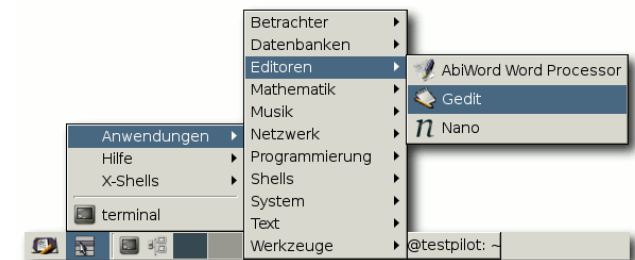 Anwendungen
Hilfe
X-Shells
terminal
Betrachter
Datenbanken
Editoren
Mathematik
Musik
Netzwerk
Programmierung
Shells
System
Text
Werkzeuge
AbiWord Word Processor
Gedit
Nano
@testpilot: ~